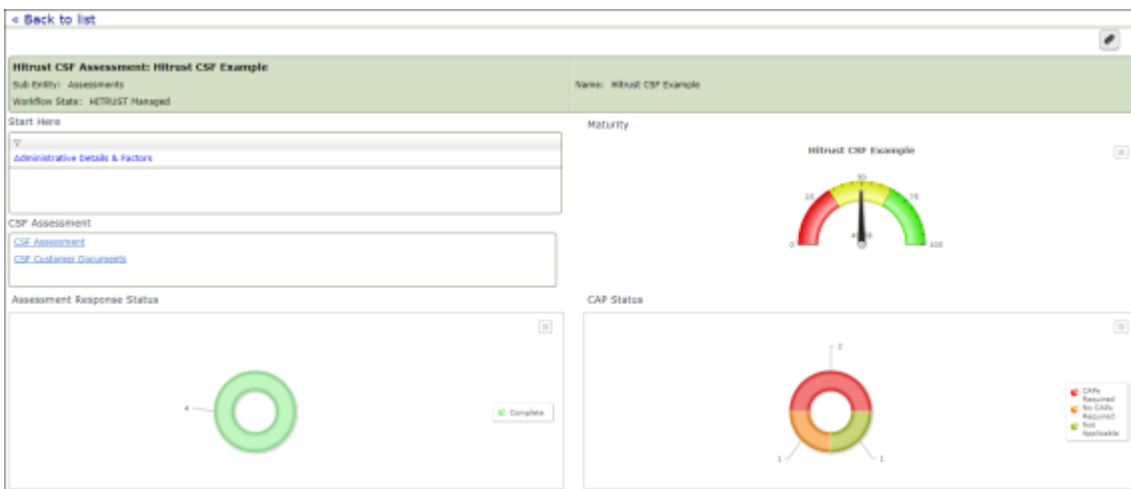 « Back to list
Hitrust CSF Assessment: Hitrust CSF Example
Sub Entity: Assessments
Name: Hitrust CSF Example
Workflow State: HITRUST Managed
Start Here
Maturity
Administrative Details & Factors
Hitrust CSF Example
0
25
50
75
100
CSF Assessment
CSF Assessment
CSF Customer Documents
Assessment Response Status
CAP Status
4
Complete
2
1
1
CAPs
Required
No CAPs
Required
Not
Applicable